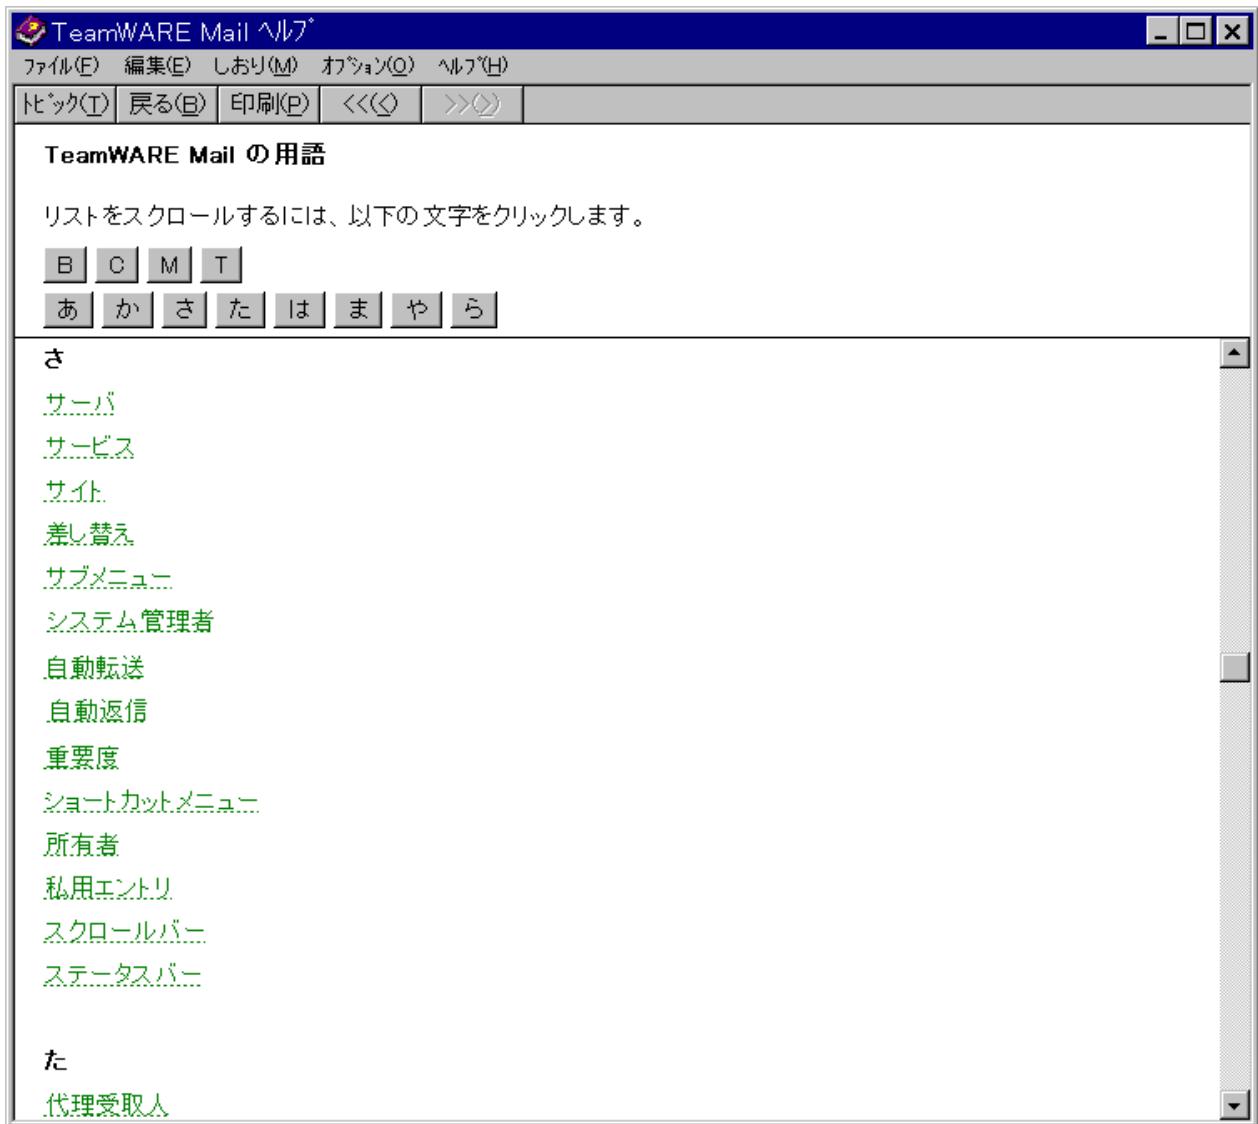 TeamWARE Mail ﾍﾙﾌﾟ
ﾌｧｲﾙ(F) 編集(E) しおり(M) ｵﾌﾟｼｮﾝ(O) ﾍﾙﾌﾟ(H)
ﾄﾋﾟｯｸ(T) 戻る(B) 印刷(P) <<(<) >>(>)
TeamWARE Mail の用語
リストをスクロールするには、以下の文字をクリックします。
B C M T
あ か さ た は ま や ら
さ
サーバ
サービス
サイト
差し替え
サブメニュー
システム管理者
自動転送
自動返信
重要度
ショートカットメニュー
所有者
私用エントリ
スクロールバー
ステータスバー
た
代理受取人